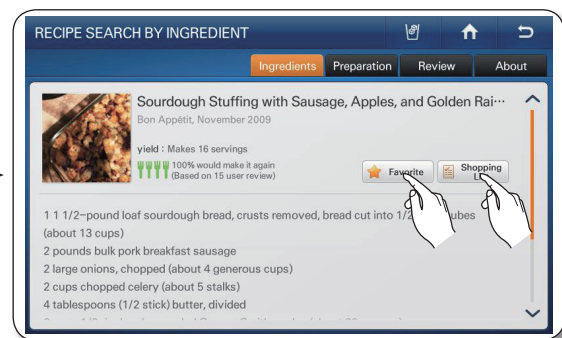 RECIPE SEARCH BY INGREDIENT
Ingredients Preparation Review About
Sourdough Stuffing with Sausage, Apples, and Golden Rai···
Bon Appétit, November 2009
yield : Makes 16 servings
100% would make it again
(Based on 15 user review)
Favorite
Shopping
1 1 1/2-pound loaf sourdough bread, crusts removed, bread cut into 1/2
(about 13 cups)
2 pounds bulk pork breakfast sausage
2 large onions, chopped (about 4 generous cups)
2 cups chopped celery (about 5 stalks)
4 tablespoons (1/2 stick) butter, divided